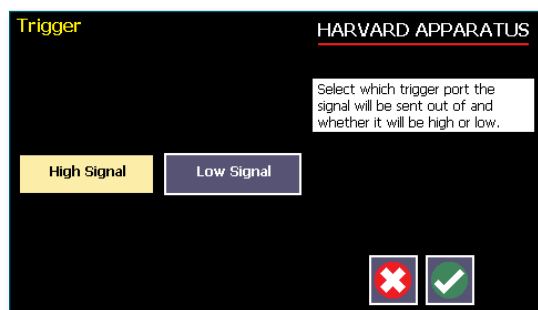 Trigger
HARVARD APPARATUS
Select which trigger port the
signal will be sent out of and
whether it will be high or low.
High Signal
Low Signal